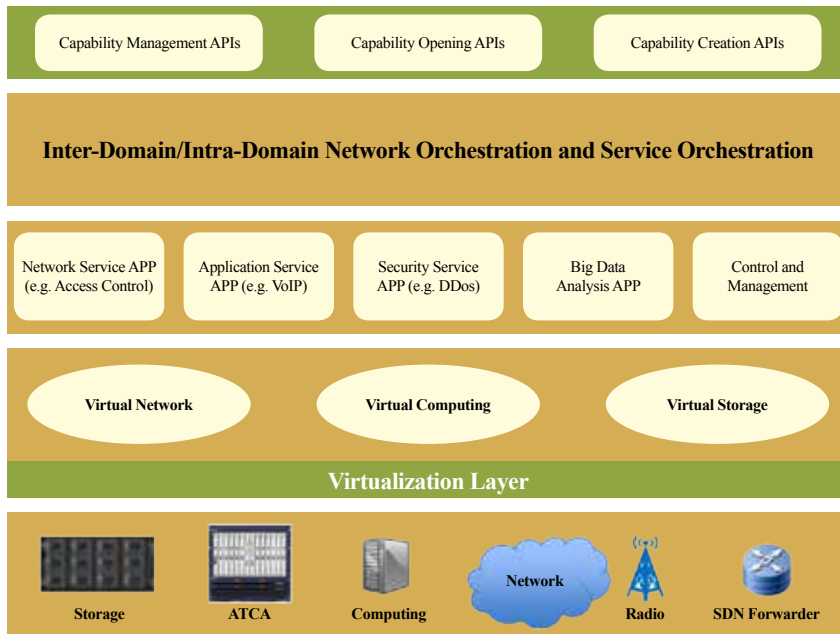 Capability Management APIs
Capability Opening APIs
Capability Creation APIs
Inter-Domain/Intra-Domain Network Orchestration and Service Orchestration
Network Service APP
(e.g. Access Control)
Application Service
APP (e.g. VoIP)
Security Service
APP (e.g. DDos)
Big Data
Analysis APP
Control and
Management
Virtual Network
Virtual Computing
Virtual Storage
Virtualization Layer
Storage
ATCA
Computing
Network
Radio
SDN Forwarder